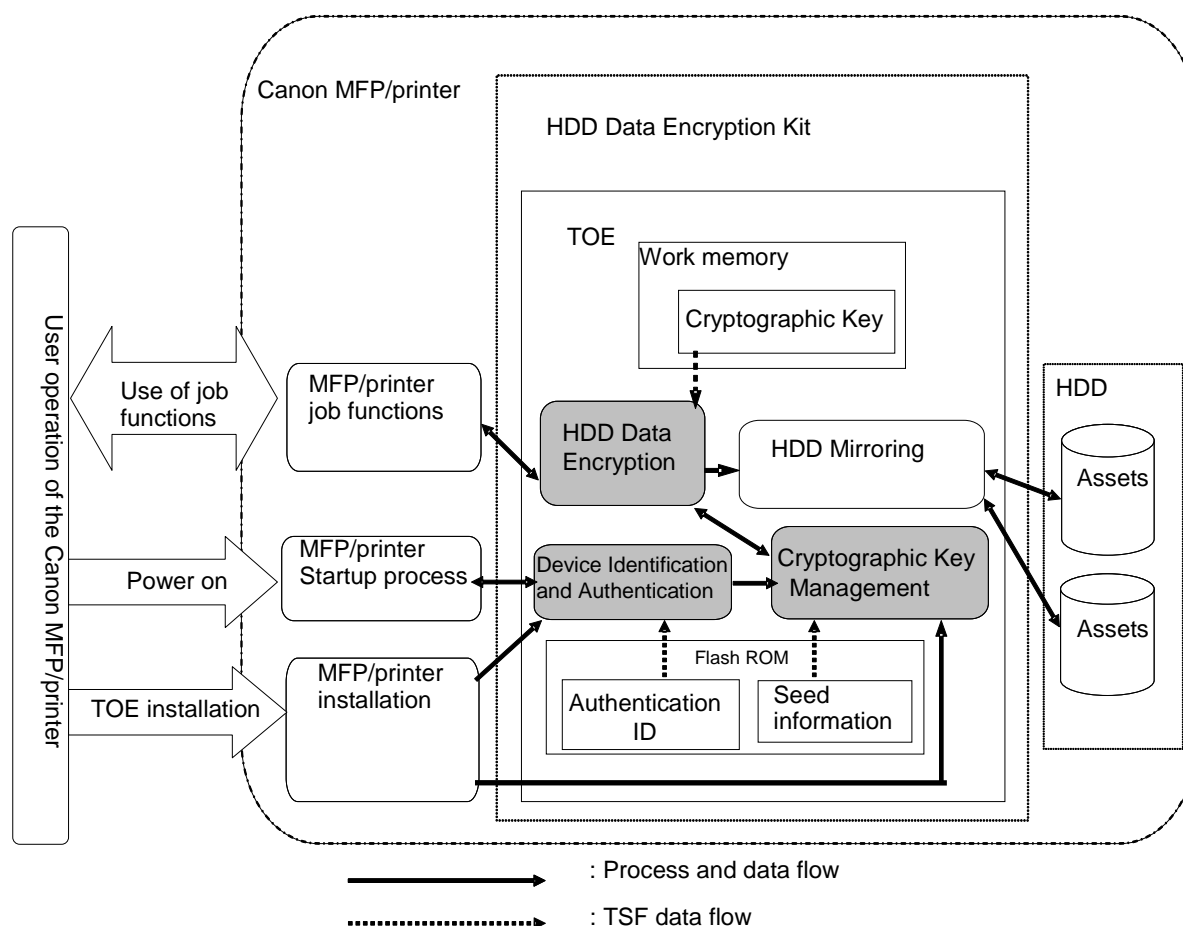 Canon MFP/printer
HDD Data Encryption Kit
TOE
Work memory
Cryptographic Key
User operation of the Canon MFP/printer
Use of job
functions
MFP/printer
job functions
HDD Data
Encryption
HDD Mirroring
HDD
Assets
Assets
Power on
MFP/printer
Startup process
Device Identification
and Authentication
Cryptographic Key
Management
TOE installation
MFP/printer
installation
Flash ROM
Authentication
ID
Seed
information
: Process and data flow
: TSF data flow